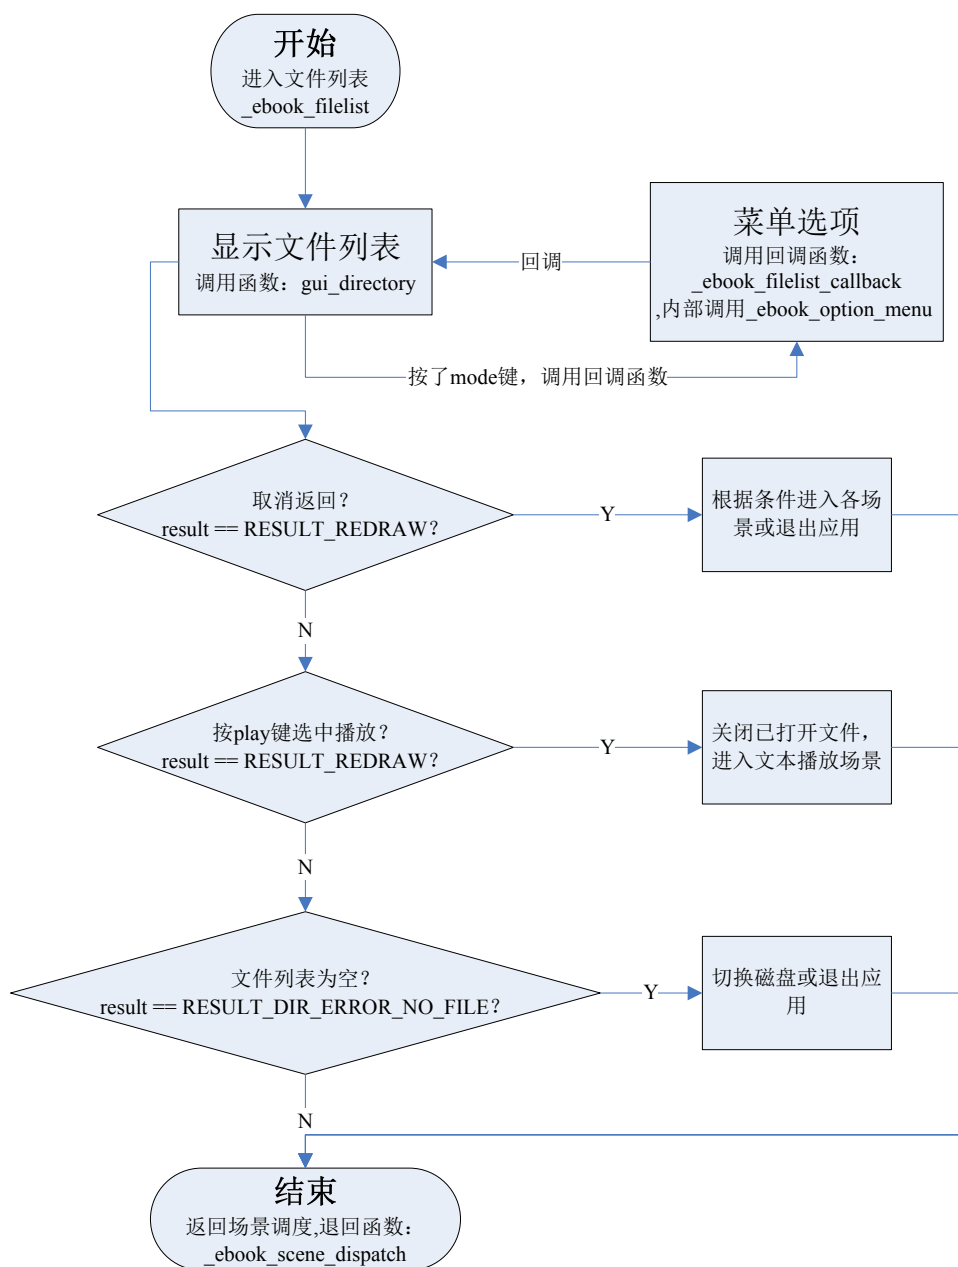 开始
进入文件列表
_ebook_filelist
显示文件列表
调用函数：gui_directory
回调
菜单选项
调用回调函数：
_ebook_filelist_callback
,内部调用_ebook_option_menu
按了mode键，调用回调函数
取消返回？
result == RESULT_REDRAW？
Y
根据条件进入各场
景或退出应用
N
按play键选中播放？
result == RESULT_REDRAW？
Y
关闭已打开文件，
进入文本播放场景
N
文件列表为空？
result == RESULT_DIR_ERROR_NO_FILE？
Y
切换磁盘或退出应
用
N
结束
返回场景调度,退回函数：
_ebook_scene_dispatch